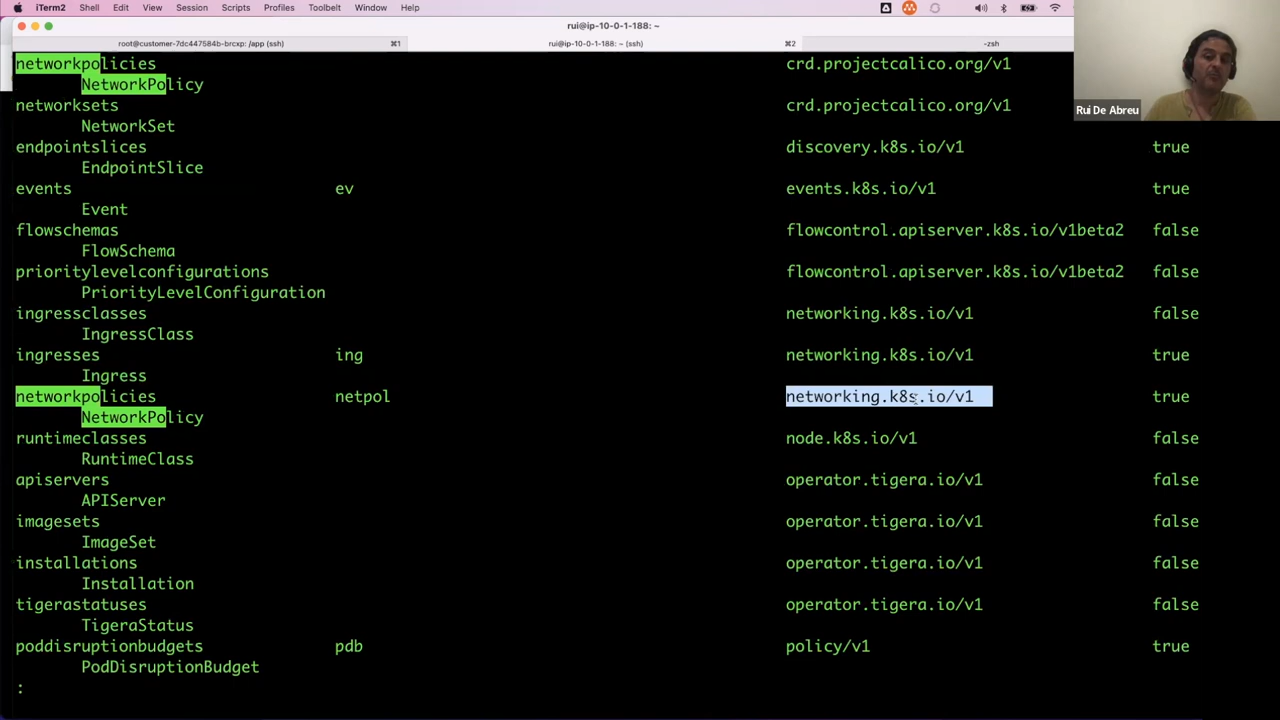 iTerm2 Shell Edit View Session Scripts Profiles Toolbelt Window Help
rui@ip-10-0-1-188: ~
root@customer-7dc447584b-brcxp: /app (ssh) ⌘1 rui@ip-10-0-1-188: ~ (ssh) ⌘2 -zsh
networkpolicies crd.projectcalico.org/v1
NetworkPolicy
networksets crd.projectcalico.org/v1
NetworkSet
endpointslices discovery.k8s.io/v1 true
EndpointSlice
events ev events.k8s.io/v1 true
Event
flowschemas flowcontrol.apiserver.k8s.io/v1beta2 false
FlowSchema
prioritylevelconfigurations flowcontrol.apiserver.k8s.io/v1beta2 false
PriorityLevelConfiguration
ingressclasses networking.k8s.io/v1 false
IngressClass
ingresses ing networking.k8s.io/v1 true
Ingress
networkpolicies netpol networking.k8s.io/v1 true
NetworkPolicy
runtimeclasses node.k8s.io/v1 false
RuntimeClass
apiservers operator.tigera.io/v1 false
APIServer
imagesets operator.tigera.io/v1 false
ImageSet
installations operator.tigera.io/v1 false
Installation
tigerastatuses operator.tigera.io/v1 false
TigeraStatus
poddisruptionbudgets pdb policy/v1 true
PodDisruptionBudget
:
Rui De Abreu